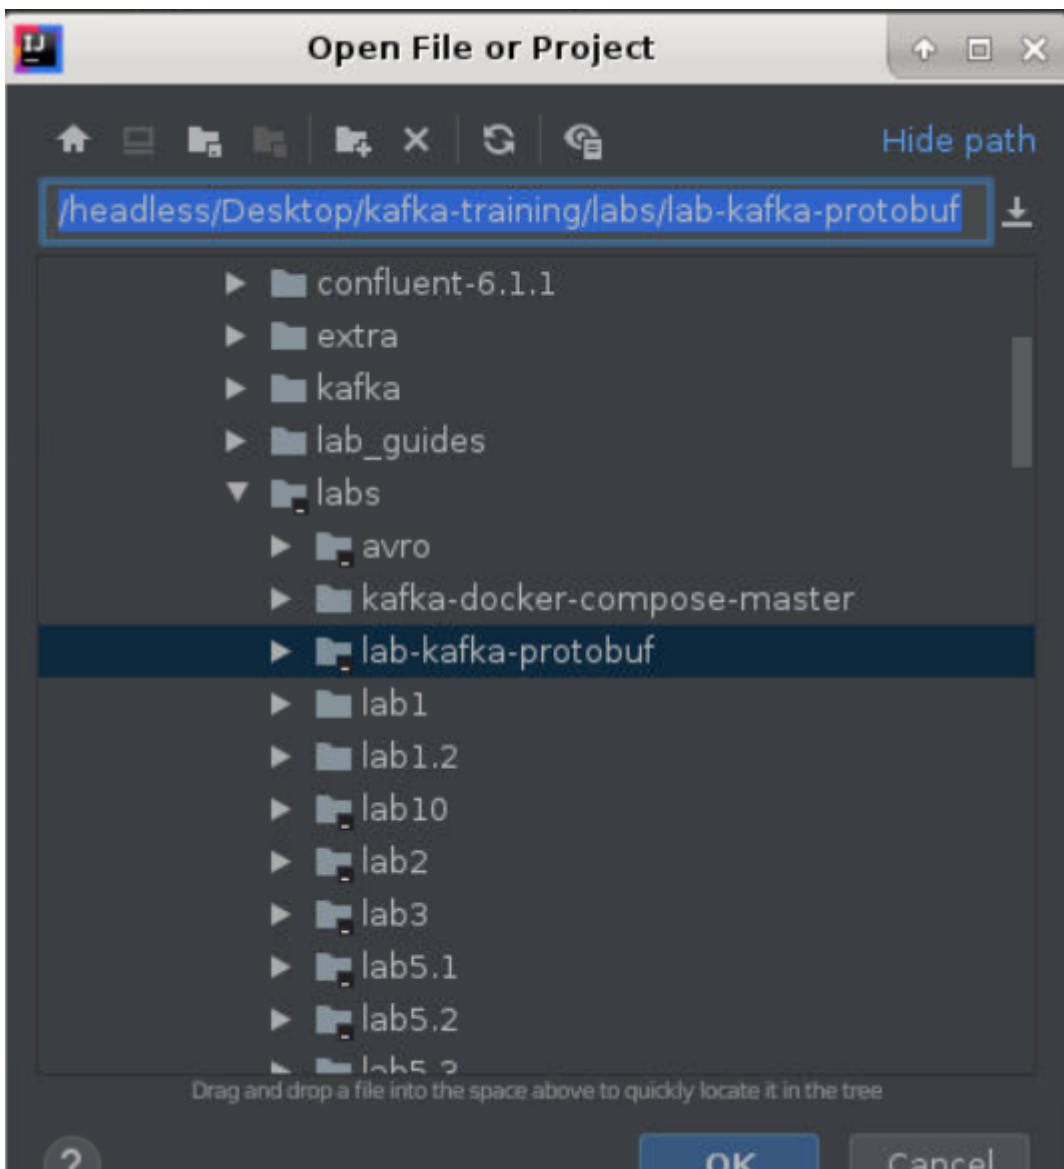 IJ
Open File or Project
Hide path
/headless/Desktop/kafka-training/labs/lab-kafka-protobuf
confluent-6.1.1
extra
kafka
lab_guides
labs
avro
kafka-docker-compose-master
lab-kafka-protobuf
lab1
lab1.2
lab10
lab2
lab3
lab5.1
lab5.2
lab5.3
Drag and drop a file into the space above to quickly locate it in the tree
?
OK
Cancel